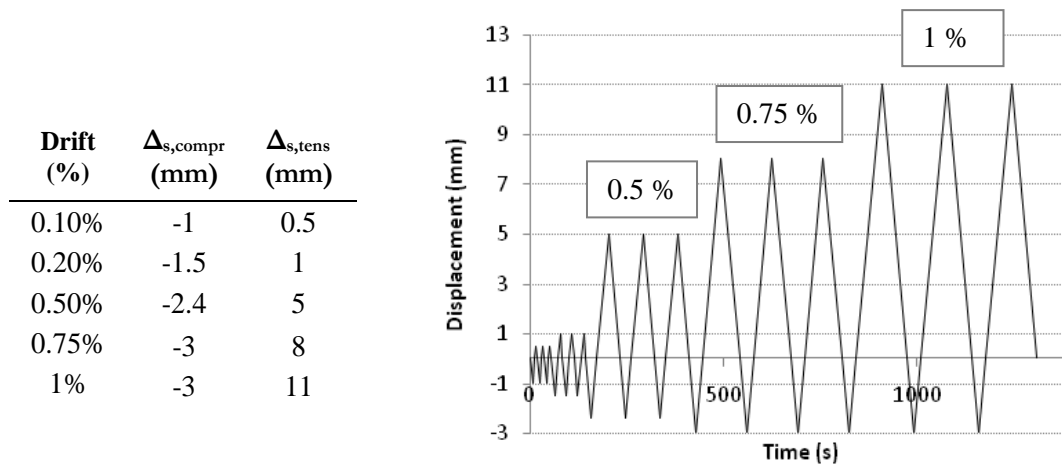 Drift
(%)
Δs,compr
(mm)
Δs,tens
(mm)
0.10% -1 0.5
0.20% -1.5 1
0.50% -2.4 5
0.75% -3 8
1% -3 11
13
11
9
7
5
3
1
-1
-3
Displacement (mm)
0
500
1000
Time (s)
0.5 %
0.75 %
1 %